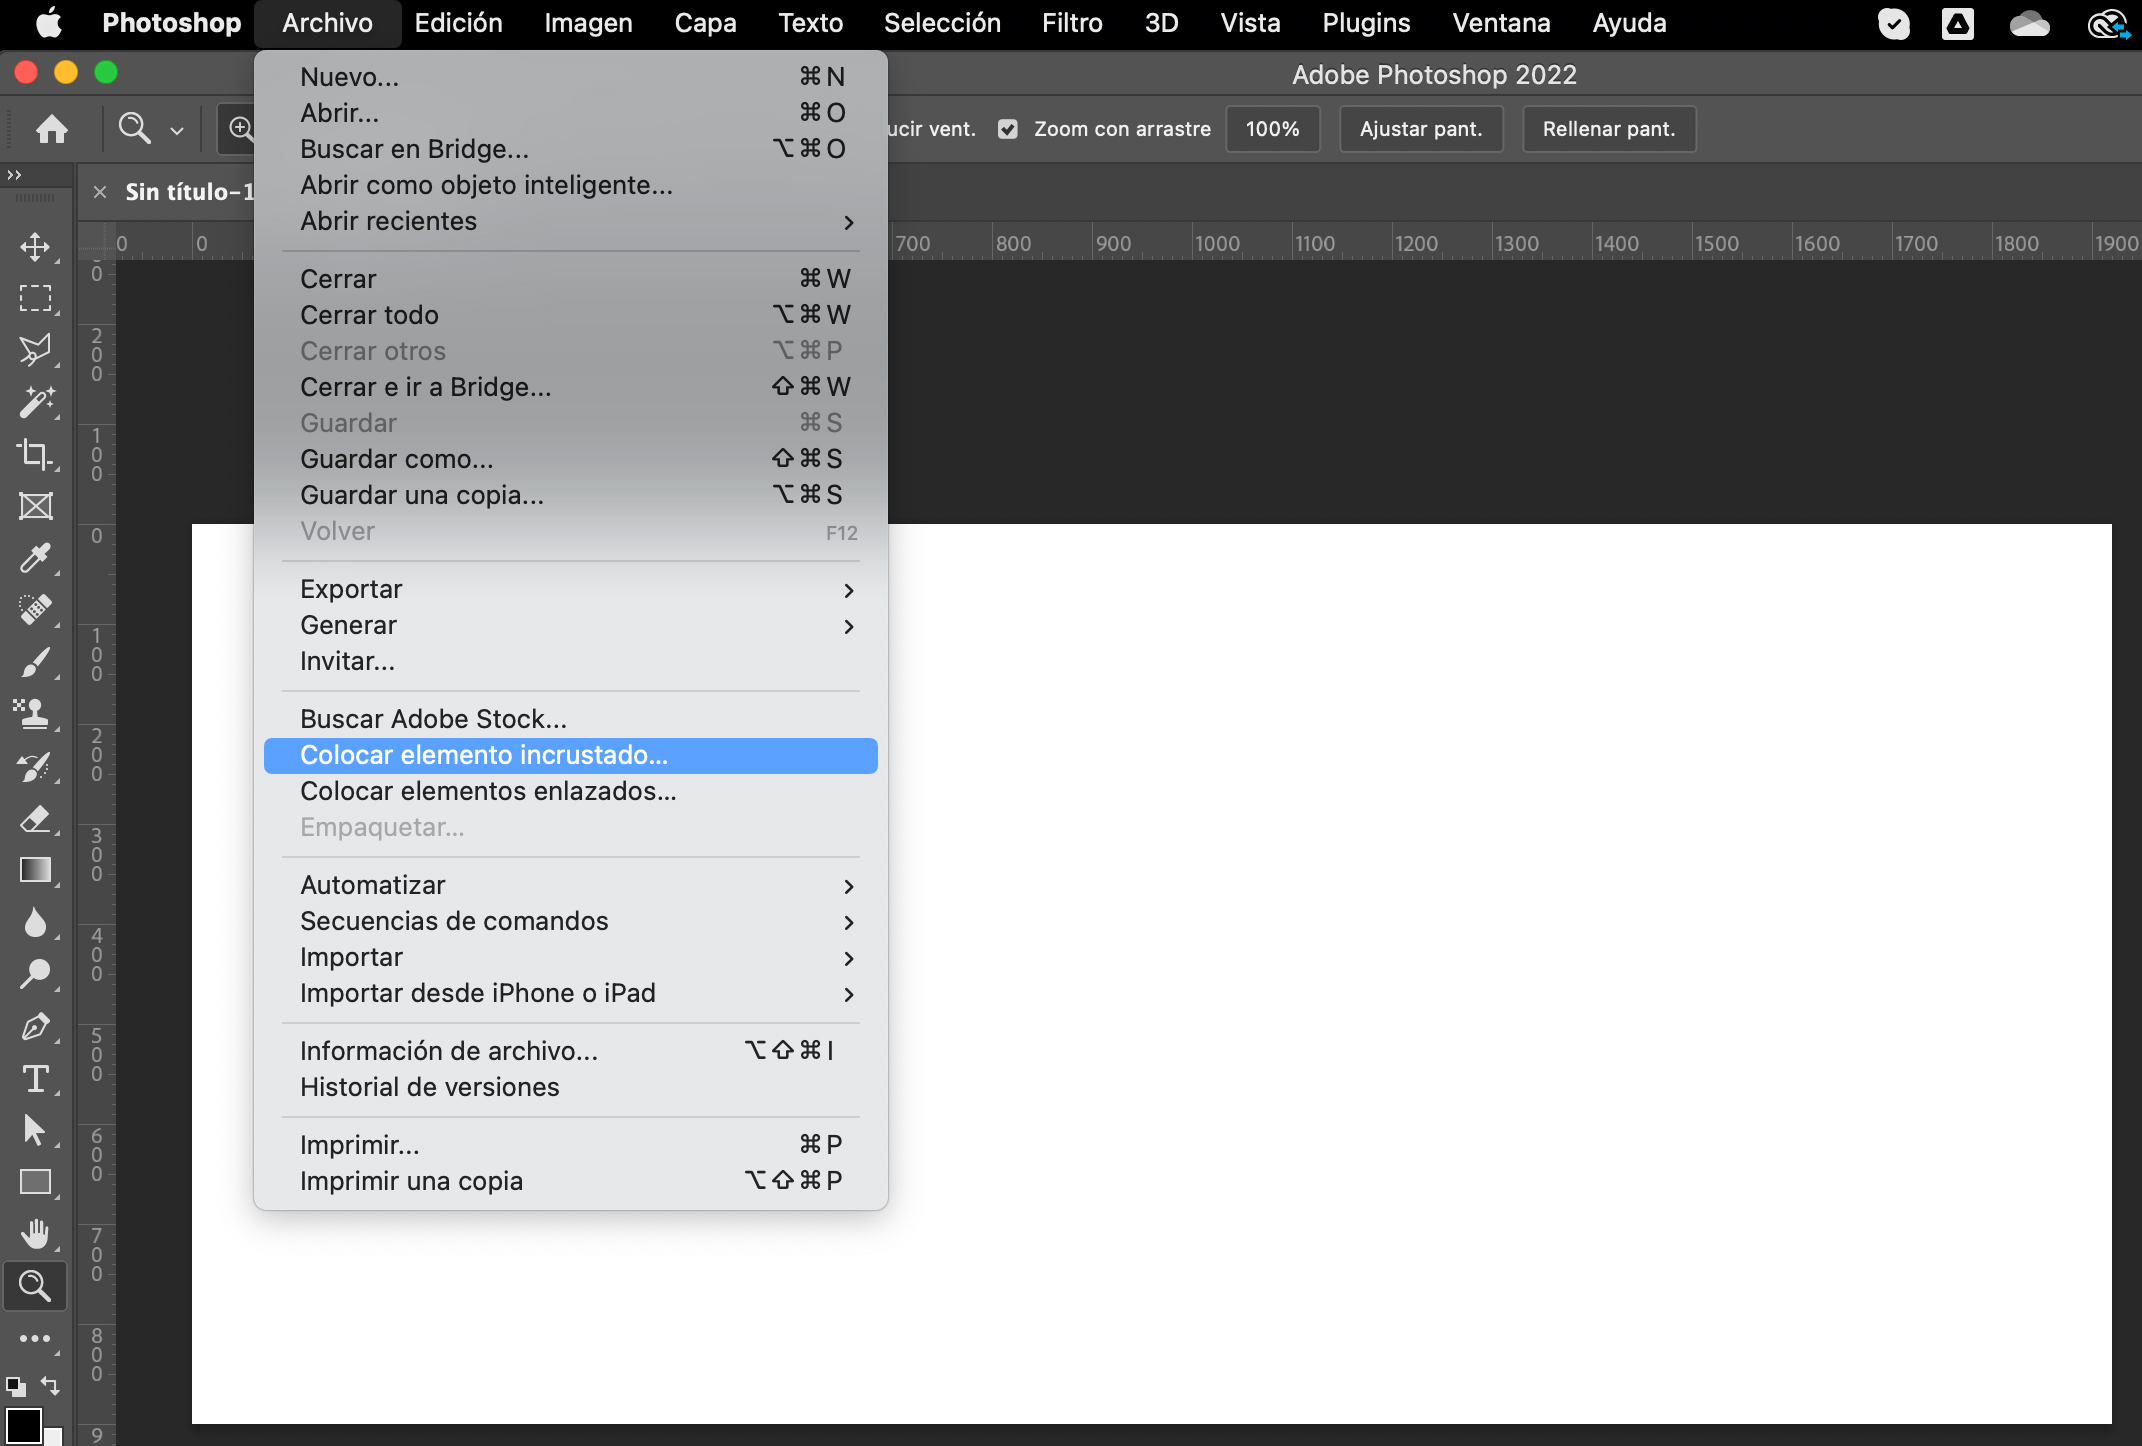 Photoshop Archivo Edición Imagen Capa Texto Selección Filtro 3D Vista Plugins Ventana Ayuda
Adobe Photoshop 2022
ucir vent. Zoom con arrastre 100% Ajustar pant. Rellenar pant.
Sin título-1
0 0 700 800 900 1000 1100 1200 1300 1400 1500 1600 1700 1800 1900
Nuevo... ⌘N
Abrir... ⌘O
Buscar en Bridge... ⌥⌘O
Abrir como objeto inteligente...
Abrir recientes
Cerrar ⌘W
Cerrar todo ⌥⌘W
Cerrar otros ⌥⌘P
Cerrar e ir a Bridge... ⇧⌘W
Guardar ⌘S
Guardar como... ⇧⌘S
Guardar una copia... ⌥⌘S
Volver F12
Exportar
Generar
Invitar...
Buscar Adobe Stock...
Colocar elemento incrustado...
Colocar elementos enlazados...
Empaquetar...
Automatizar
Secuencias de comandos
Importar
Importar desde iPhone o iPad
Información de archivo... ⌥⇧⌘I
Historial de versiones
Imprimir... ⌘P
Imprimir una copia ⌥⇧⌘P
0
200
100
0
100
200
300
400
500
600
700
800
9